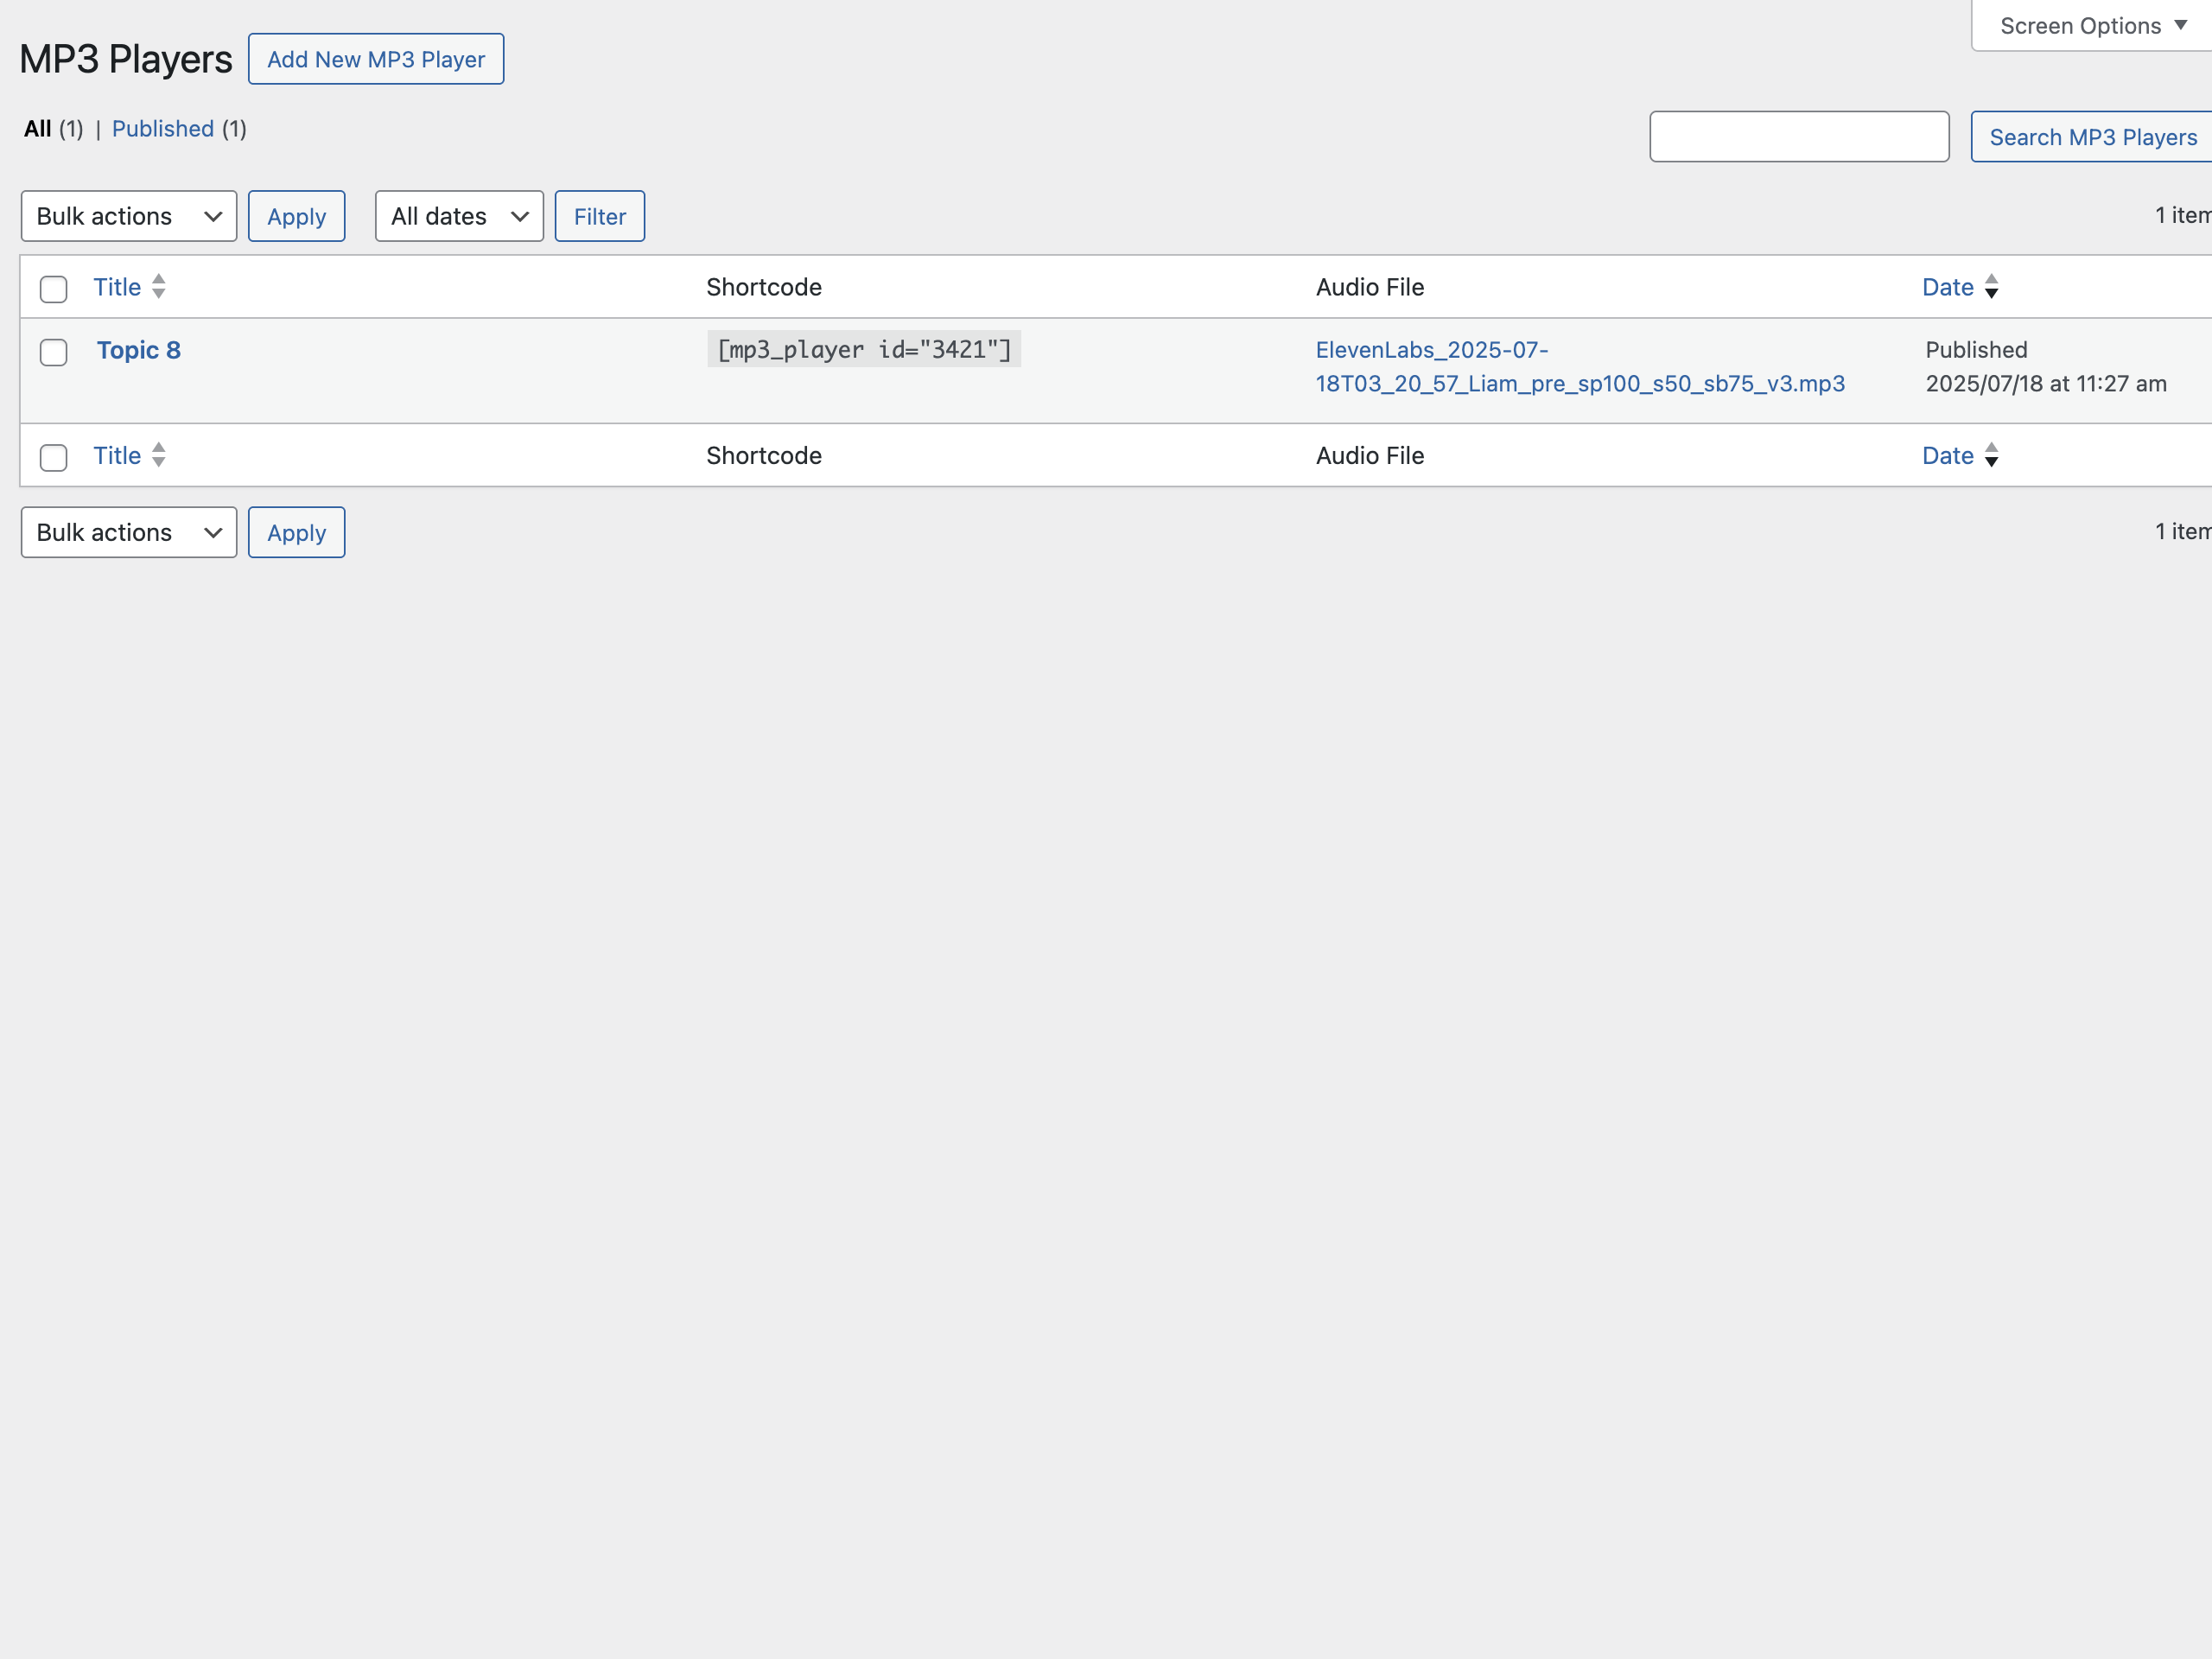 Screen Options
MP3 Players Add New MP3 Player
All (1) | Published (1)
Search MP3 Players
Bulk actions Apply All dates Filter 1 item
Title Shortcode Audio File Date
Topic 8 [mp3_player id="3421"] ElevenLabs_2025-07- Published
18T03_20_57_Liam_pre_sp100_s50_sb75_v3.mp3 2025/07/18 at 11:27 am
Title Shortcode Audio File Date
Bulk actions Apply 1 item